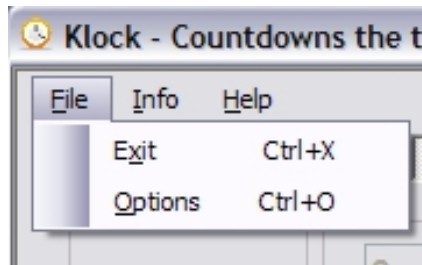 Klock - Countdowns the t
File Info Help
Exit Ctrl+X
Options Ctrl+O